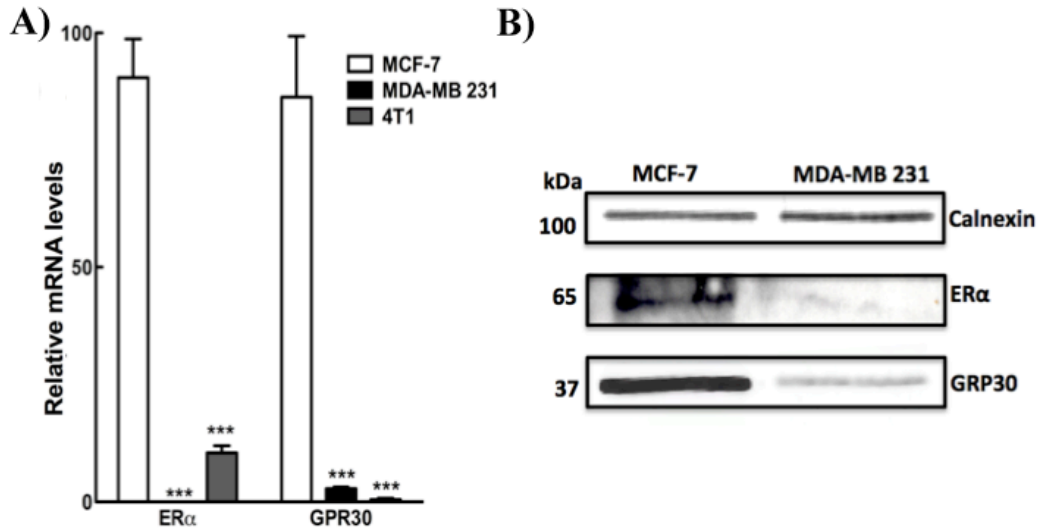 A)
100
50
0
Relative mRNA levels
MCF-7
MDA-MB 231
4T1
***
***
***
***
ERα
GPR30
B)
kDa
MCF-7
MDA-MB 231
100
Calnexin
65
ERα
37
GRP30